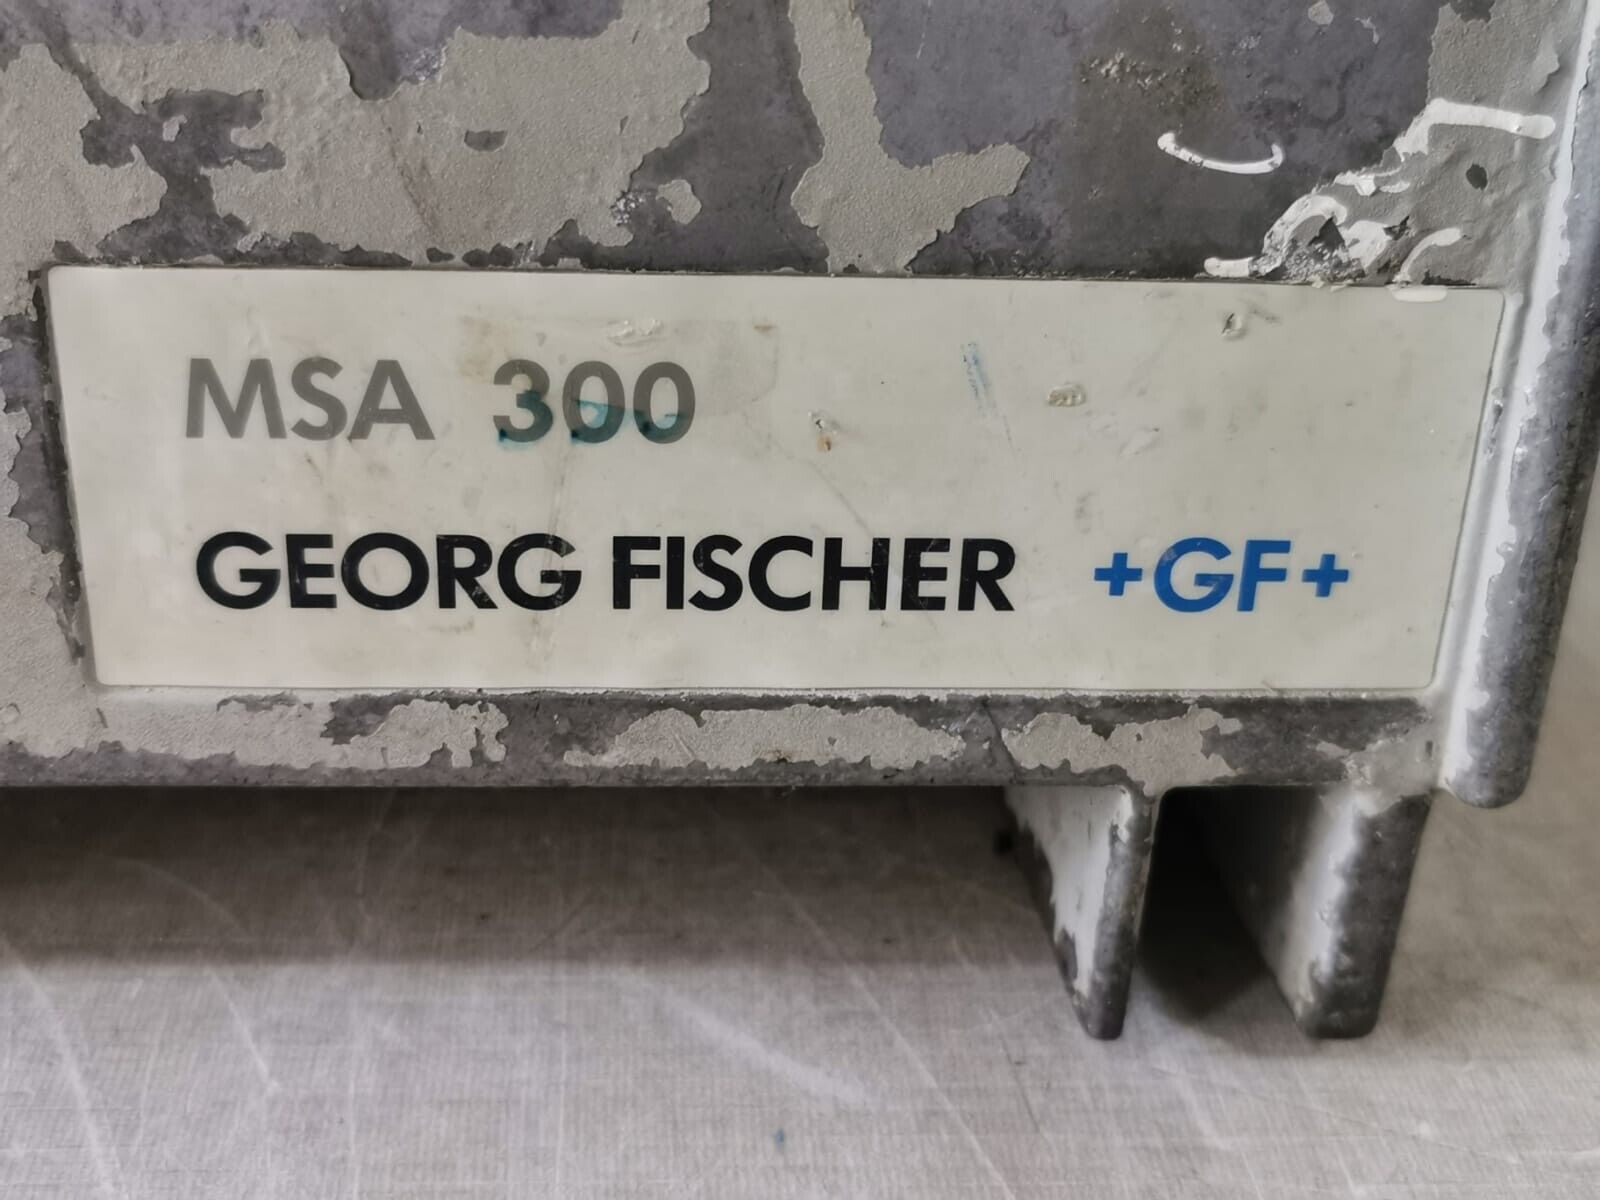 MSA 300
GEORG FISCHER +GF+